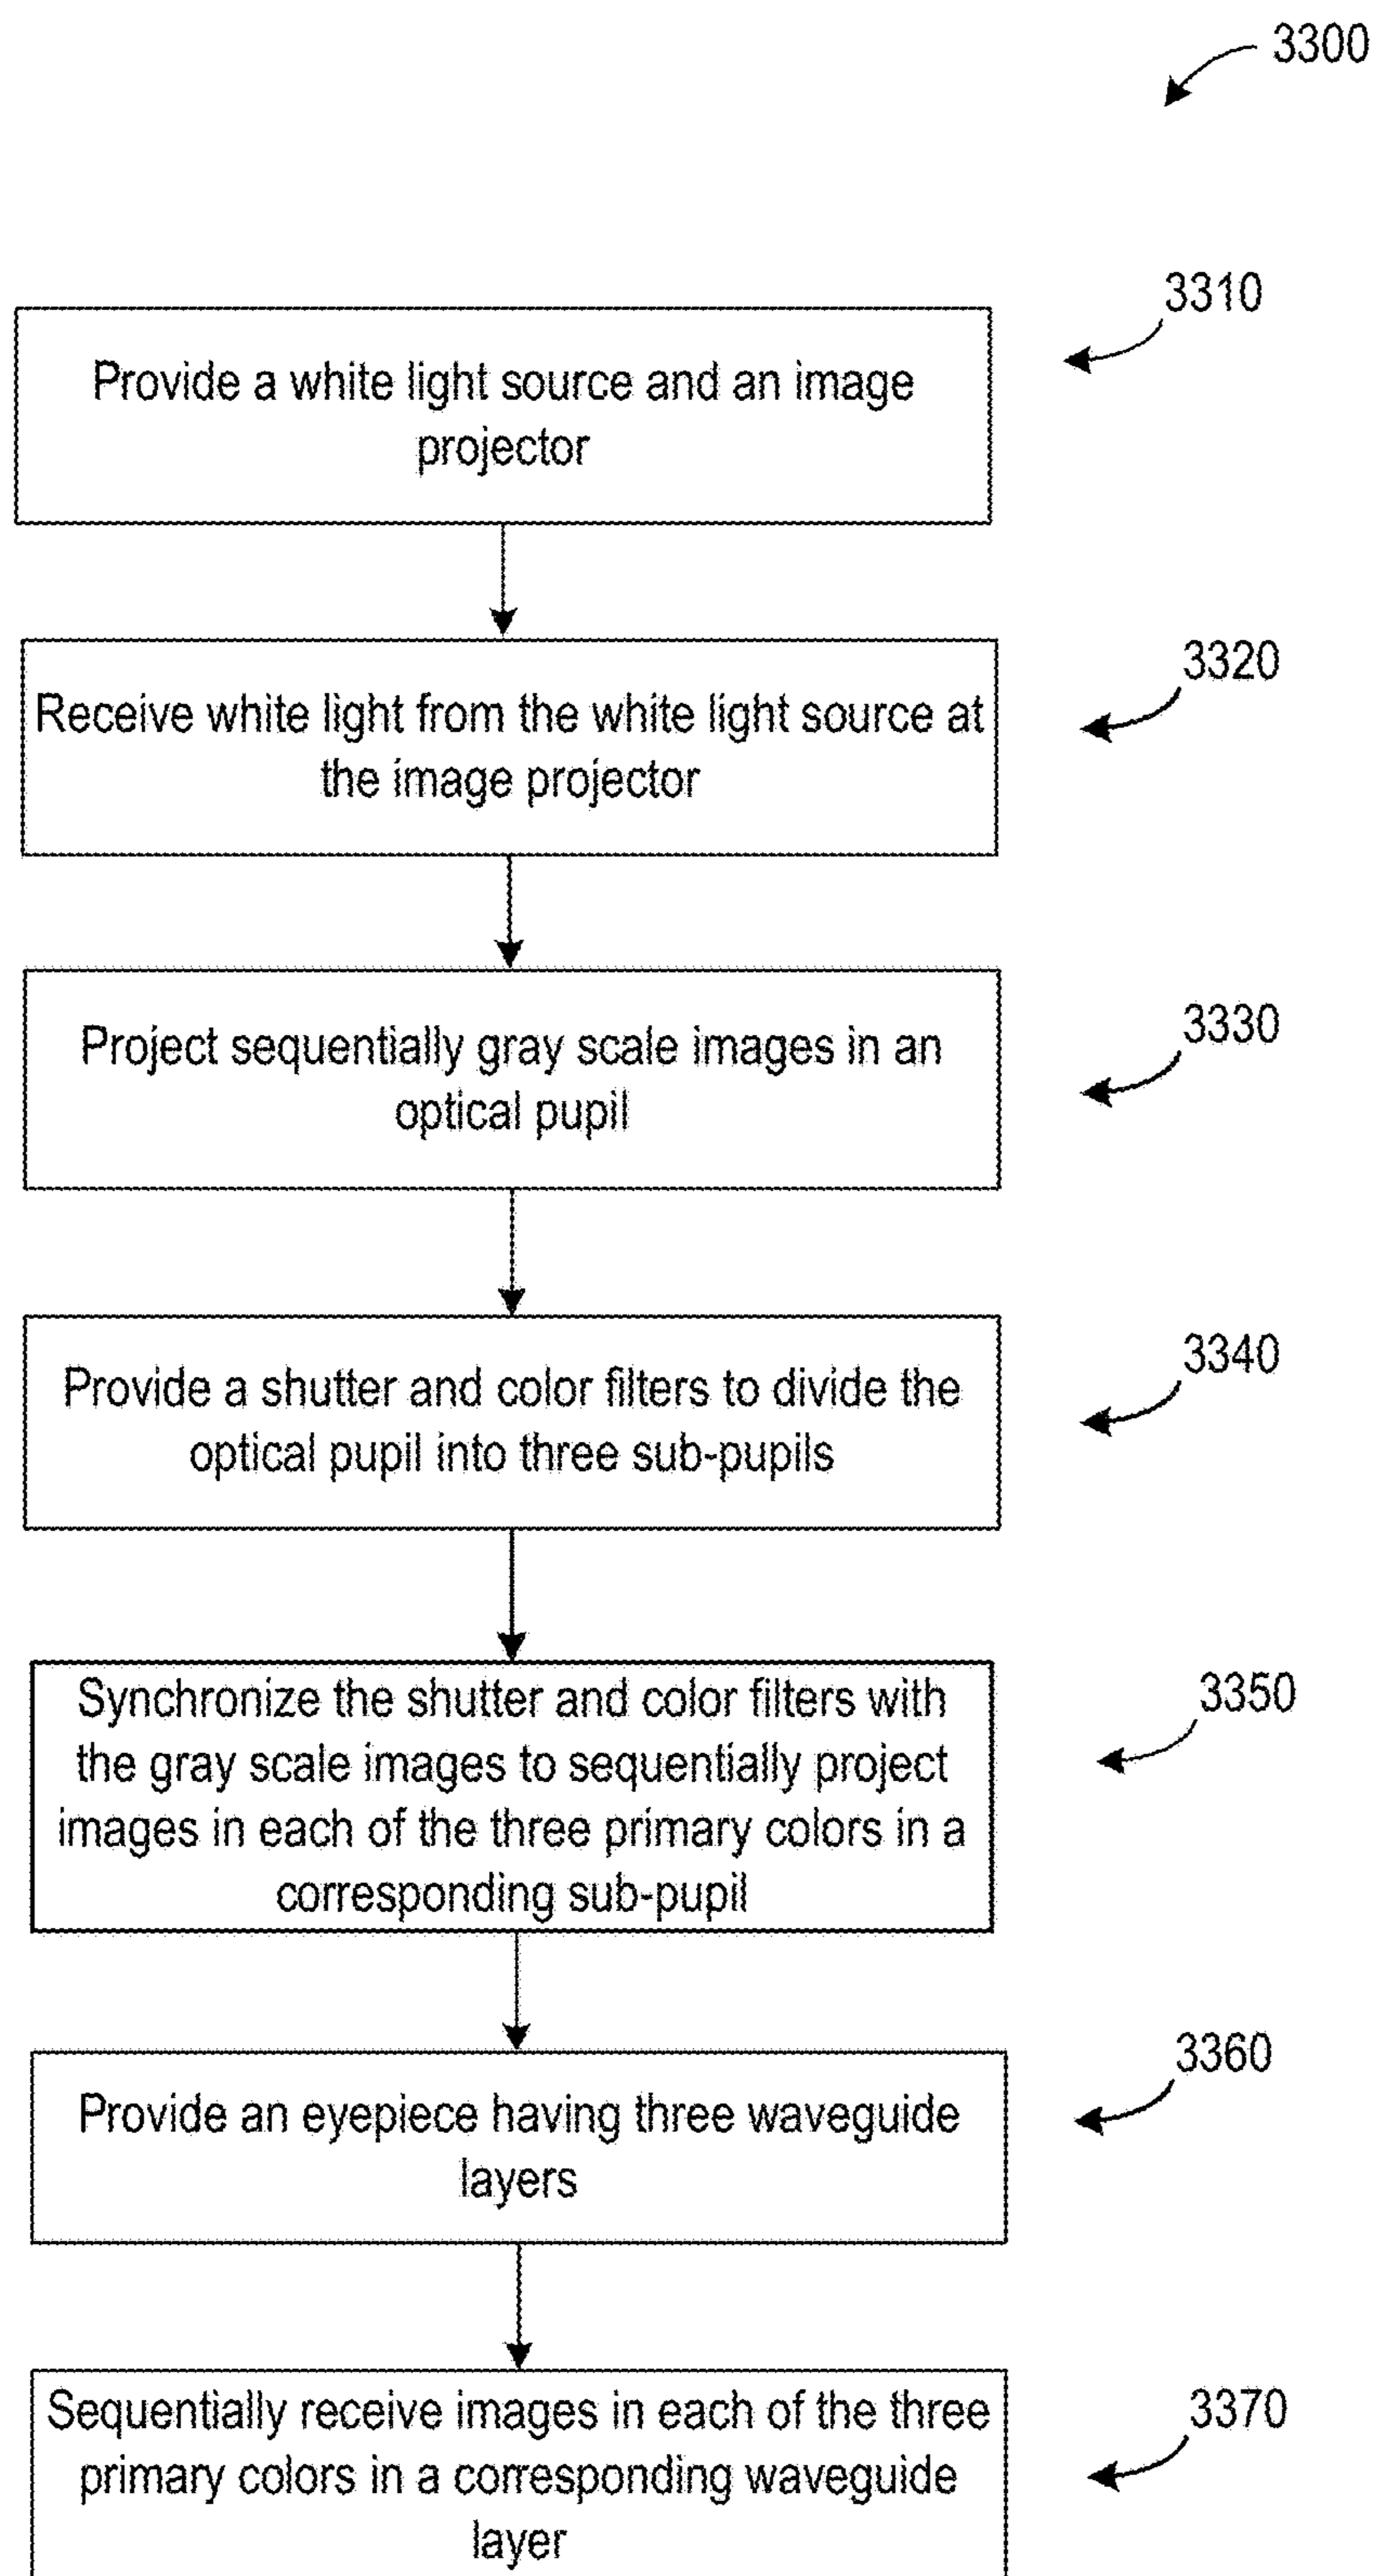 3300
3310
Provide a white light source and an image
projector
3320
Receive white light from the white light source at
the image projector
3330
Project sequentially gray scale images in an
optical pupil
3340
Provide a shutter and color filters to divide the
optical pupil into three sub-pupils
3350
Synchronize the shutter and color filters with
the gray scale images to sequentially project
images in each of the three primary colors in a
corresponding sub-pupil
3360
Provide an eyepiece having three waveguide
layers
3370
Sequentially receive images in each of the three
primary colors in a corresponding waveguide
layer